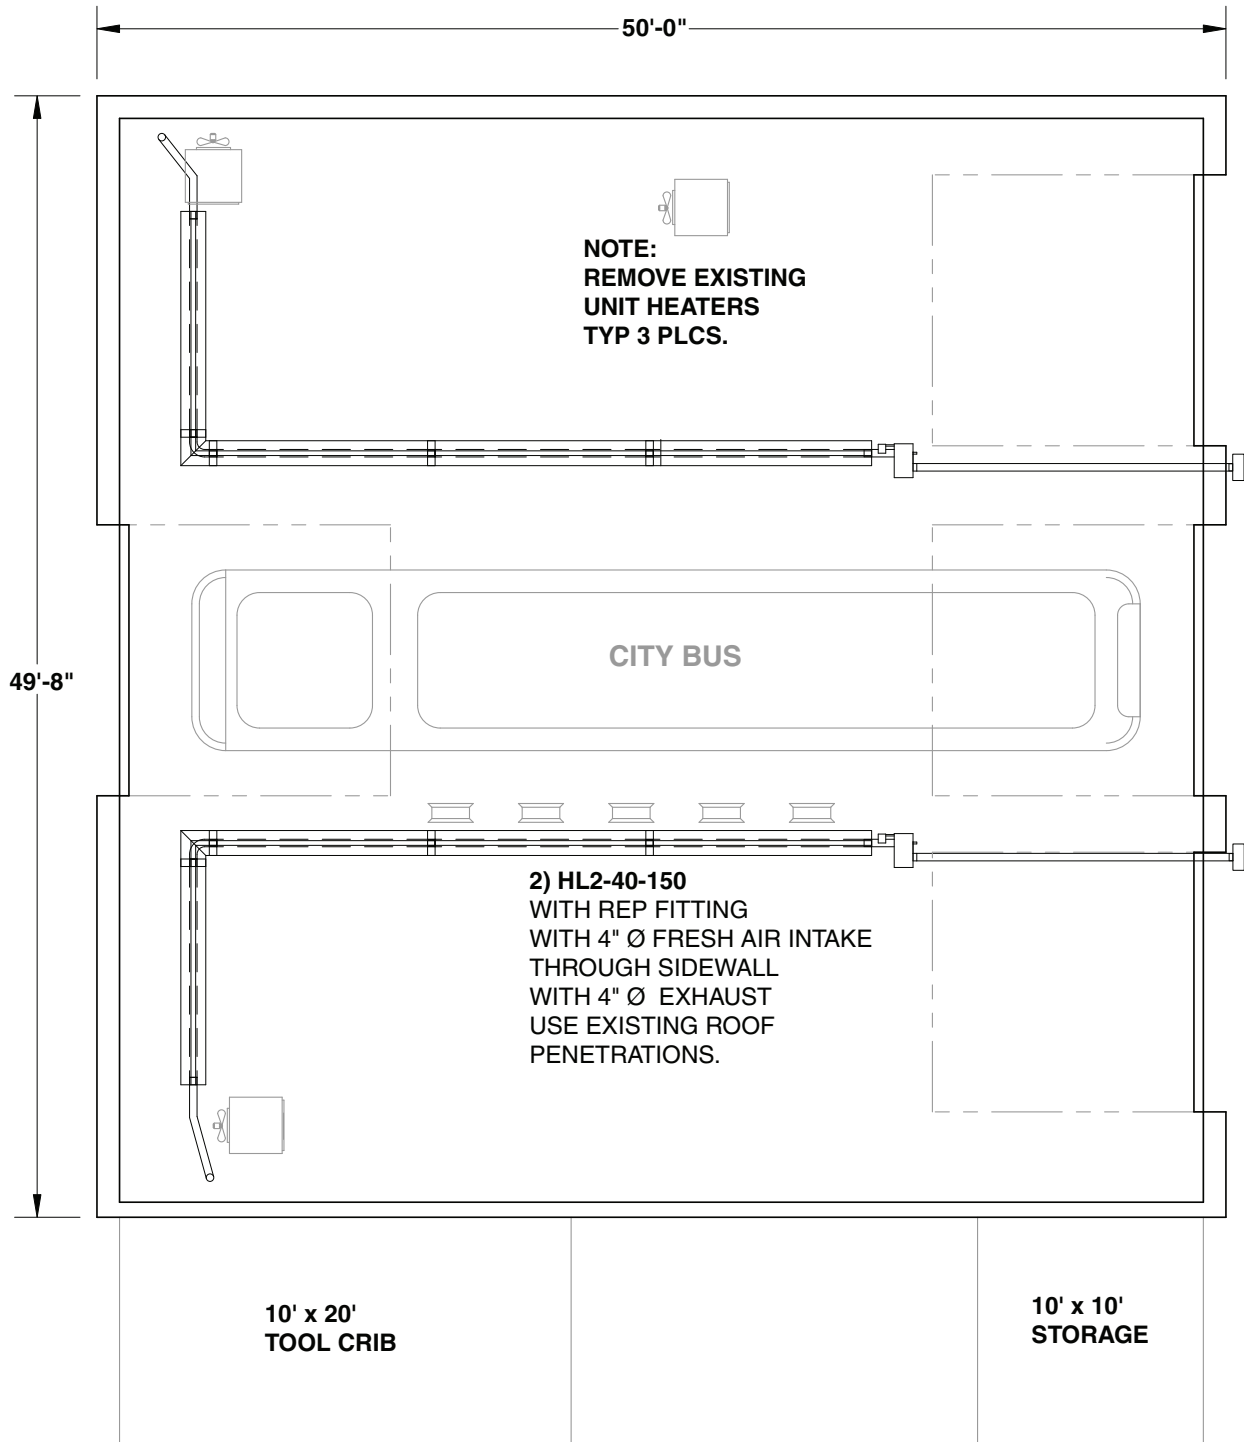 50'-0"
NOTE:
REMOVE EXISTING
UNIT HEATERS
TYP 3 PLCS.
CITY BUS
49'-8"
2) HL2-40-150
WITH REP FITTING
WITH 4" Ø FRESH AIR INTAKE
THROUGH SIDEWALL
WITH 4" Ø EXHAUST
USE EXISTING ROOF
PENETRATIONS.
10' x 20'
TOOL CRIB
10' x 10'
STORAGE